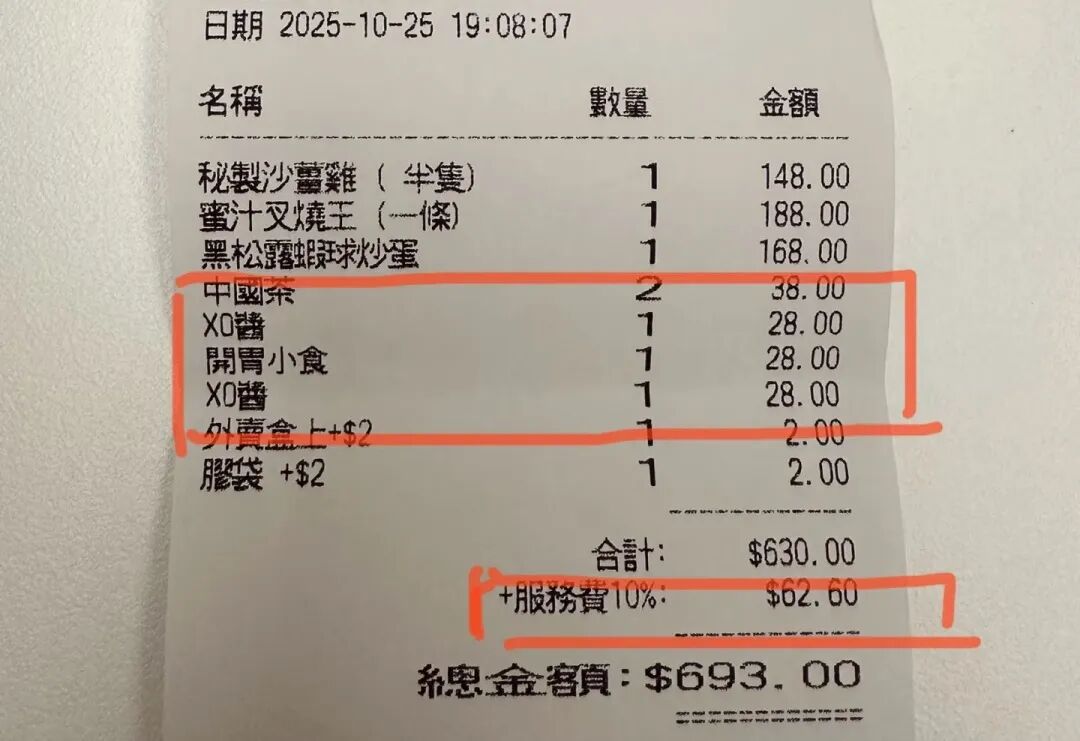 日期 2025-10-25 19:08:07
名稱 數量 金額
秘製沙薑雞 ( 半隻) 1 148.00
蜜汁叉燒王 (一條) 1 188.00
黑松露蝦球炒蛋 1 168.00
中國茶 2 38.00
XO醬 1 28.00
開胃小食 1 28.00
XO醬 1 28.00
外賣盒上+$2 1 2.00
膠袋 +$2 1 2.00
合計: $630.00
+服務費10%: $62.60
總金額: $693.00